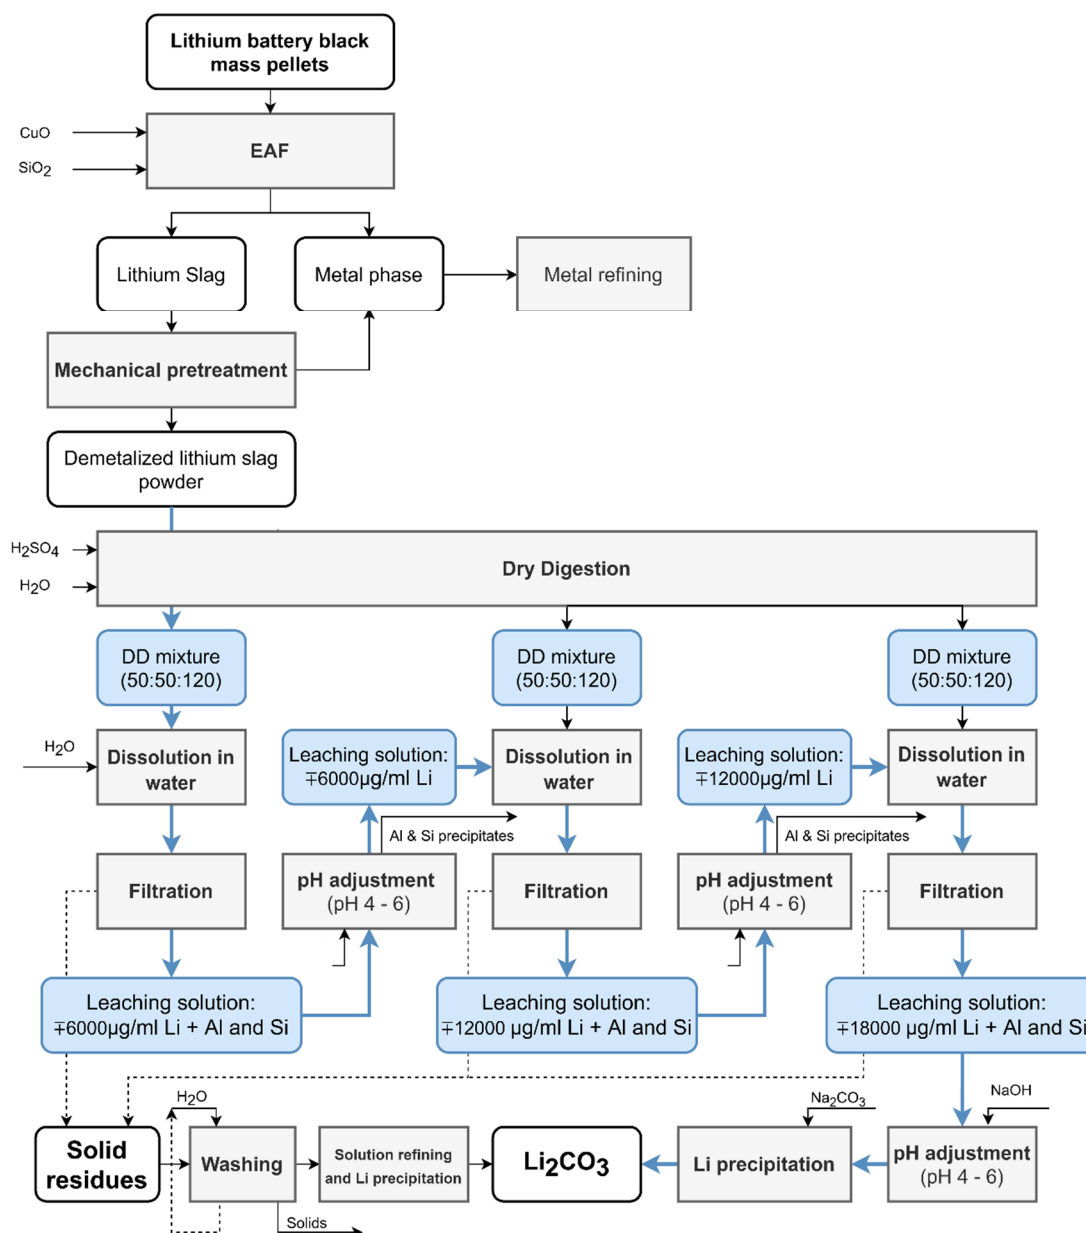 Lithium battery black
mass pellets
CuO
SiO2
EAF
Lithium Slag
Metal phase
Metal refining
Mechanical pretreatment
Demetalized lithium slag
powder
H2SO4
H2O
Dry Digestion
DD mixture
(50:50:120)
DD mixture
(50:50:120)
DD mixture
(50:50:120)
H2O
Dissolution in
water
Leaching solution:
∓6000µg/ml Li
Dissolution in
water
Leaching solution:
∓12000µg/ml Li
Dissolution in
water
Al & Si precipitates
Al & Si precipitates
Filtration
pH adjustment
(pH 4 - 6)
Filtration
pH adjustment
(pH 4 - 6)
Filtration
Leaching solution:
∓6000µg/ml Li + Al and Si
Leaching solution:
∓12000 µg/ml Li + Al and Si
Leaching solution:
∓18000 µg/ml Li + Al and Si
H2O
Na2CO3
NaOH
Solid
residues
Washing
Solution refining
and Li precipitation
Li2CO3
Li precipitation
pH adjustment
(pH 4 - 6)
Solids